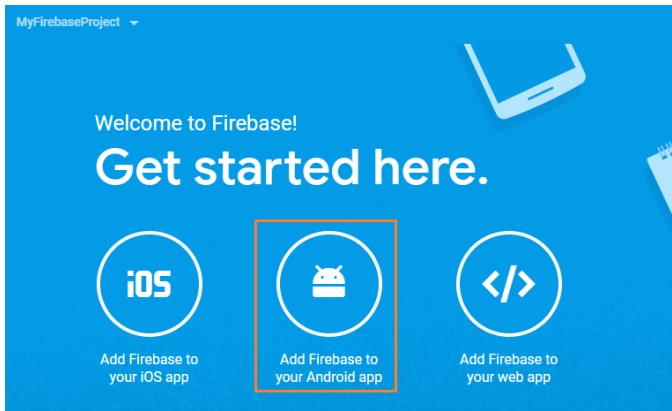 MyFirebaseProject
Welcome to Firebase!
Get started here.
iOS
</>
Add Firebase to
your iOS app
Add Firebase to
your Android app
Add Firebase to
your web app